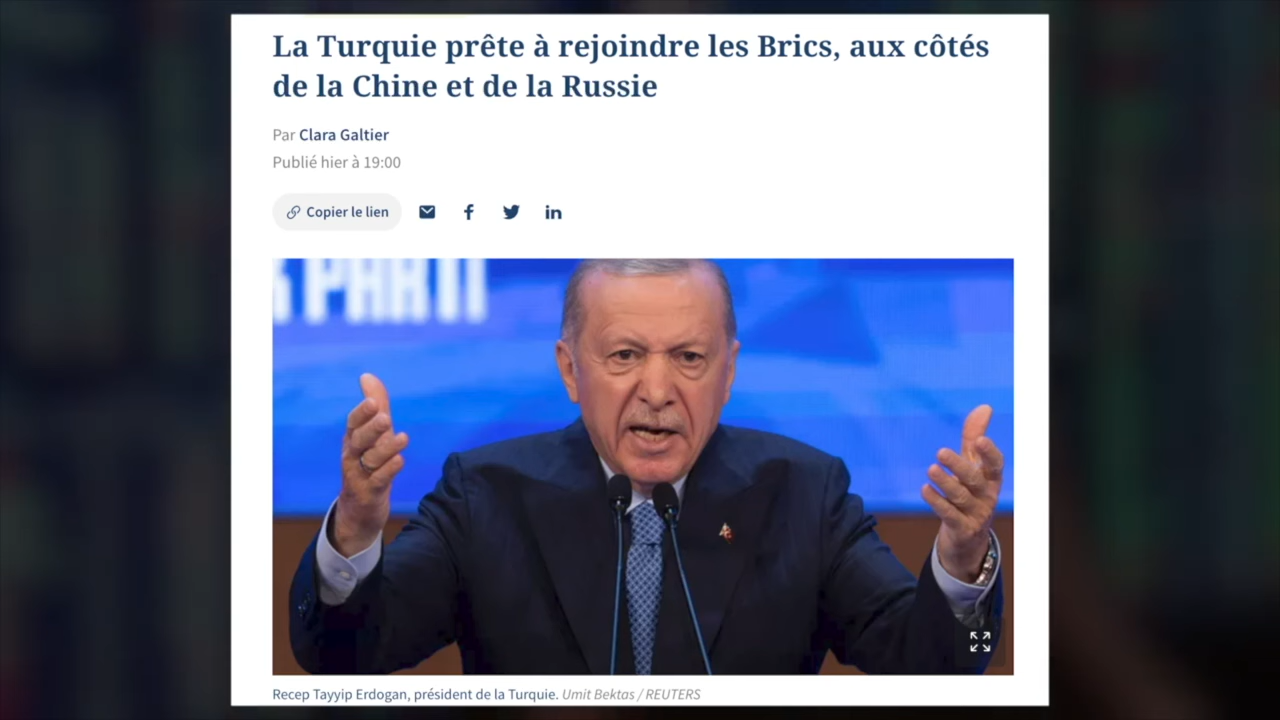 La Turquie prête à rejoindre les Brics, aux côtés
de la Chine et de la Russie
Par Clara Galtier
Publié hier à 19:00
Copier le lien
PARTI
Recep Tayyip Erdogan, président de la Turquie. Umit Bektas / REUTERS